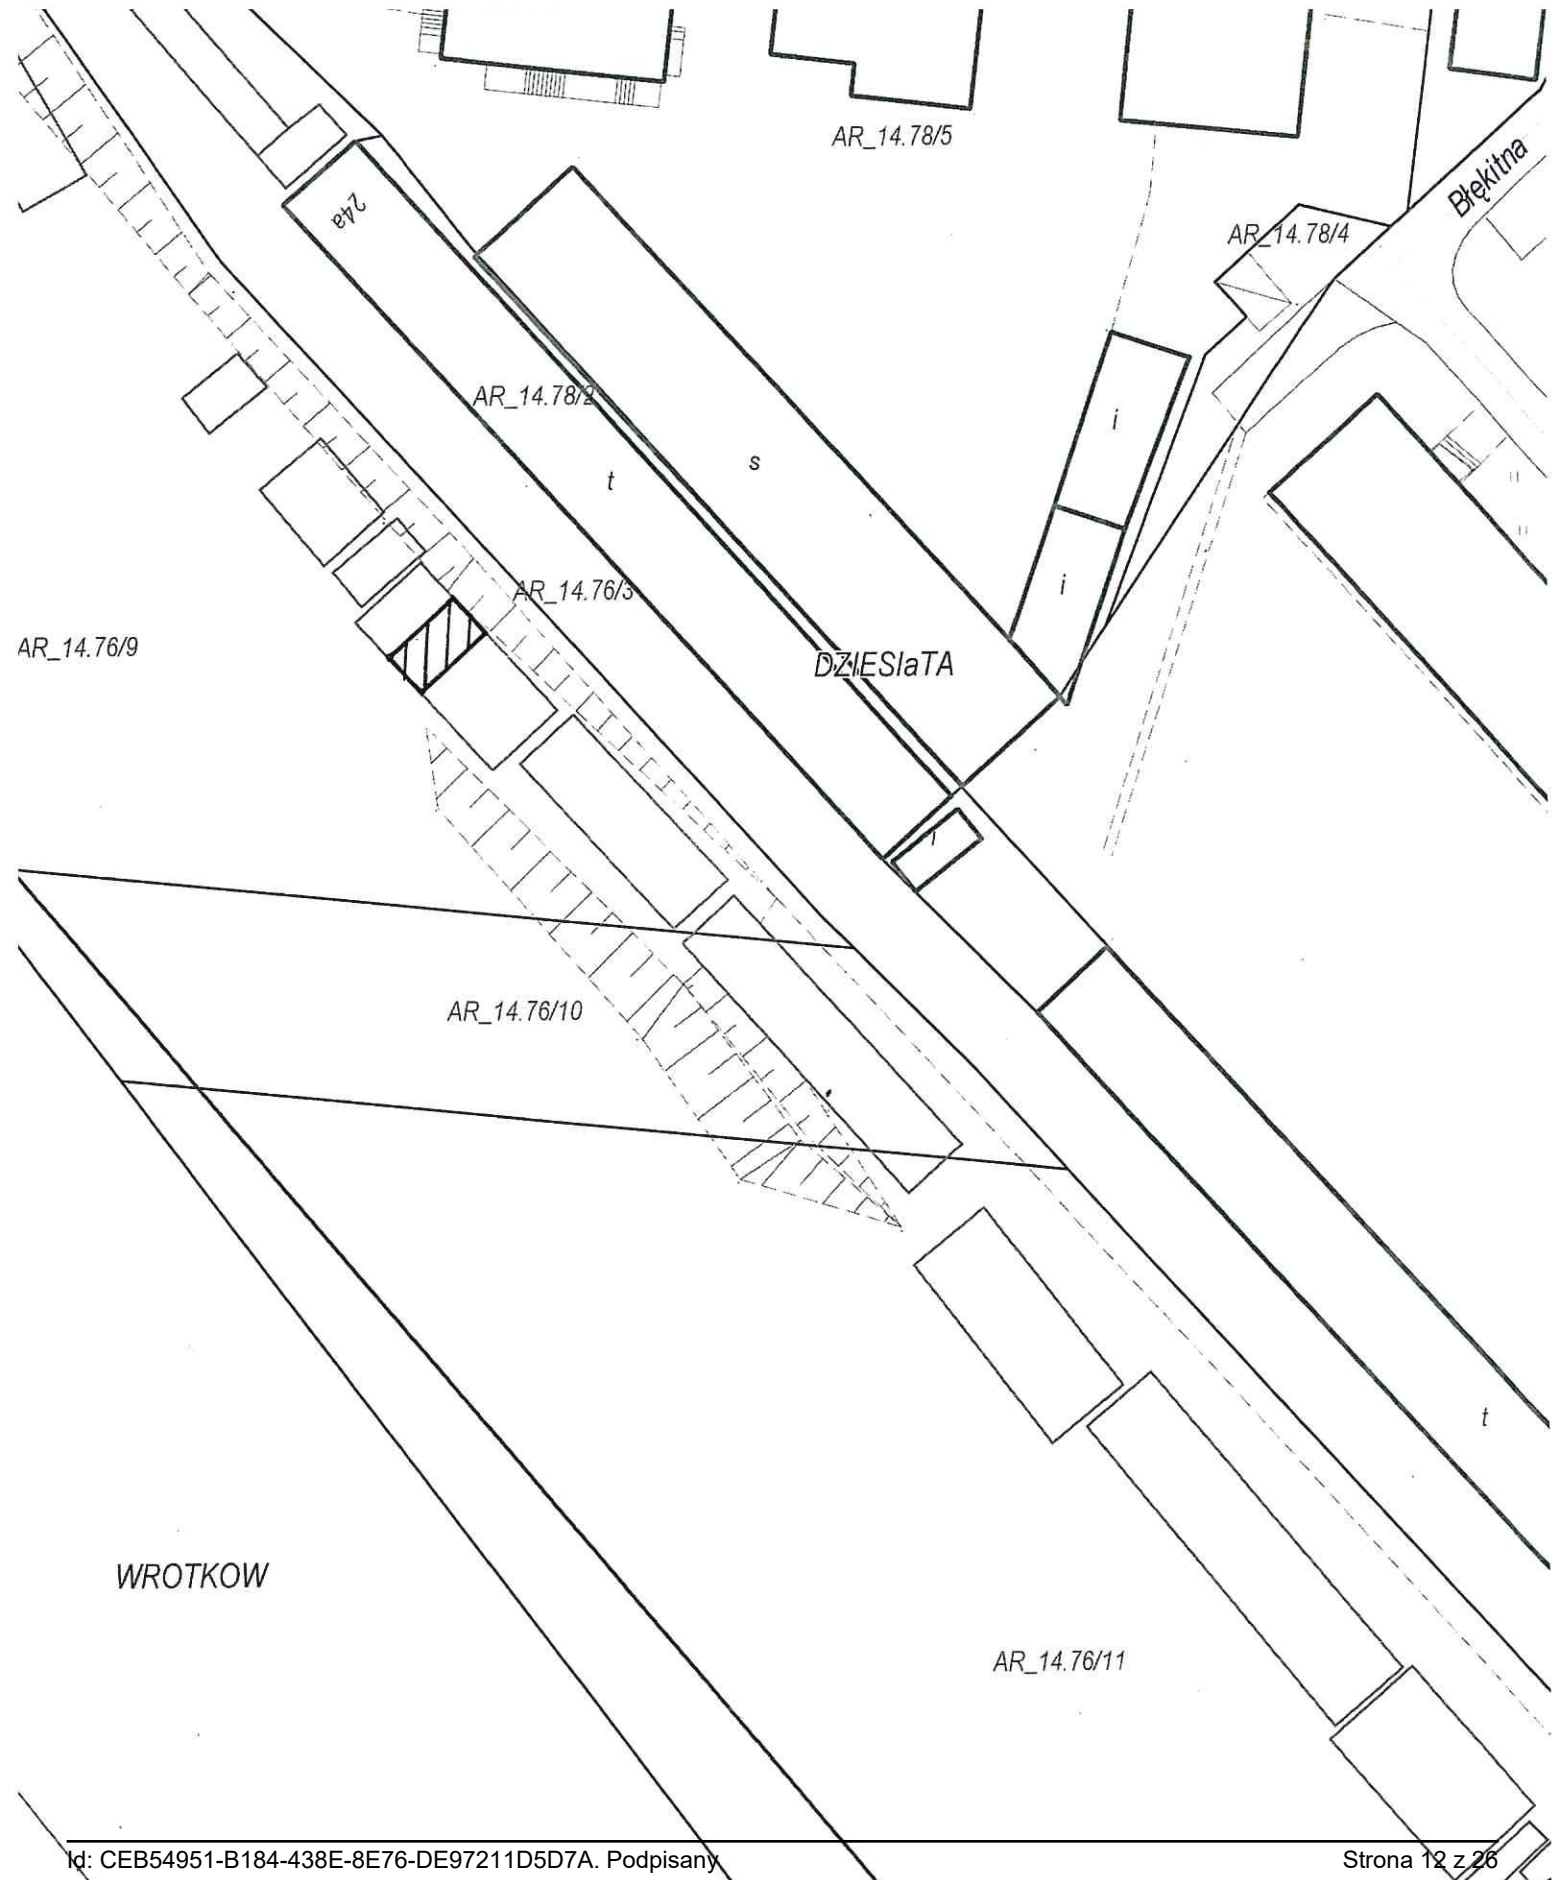 AR_14.78/5
Błękitna
24a
AR_14.78/4
AR_14.78/2
i
s
t
i
AR_14.76/3
AR_14.76/9
DZIESIaTA
i
AR_14.76/10
t
WROTKOW
AR_14.76/11
Id: CEB54951-B184-438E-8E76-DE97211D5D7A. Podpisany
Strona 12 z 26